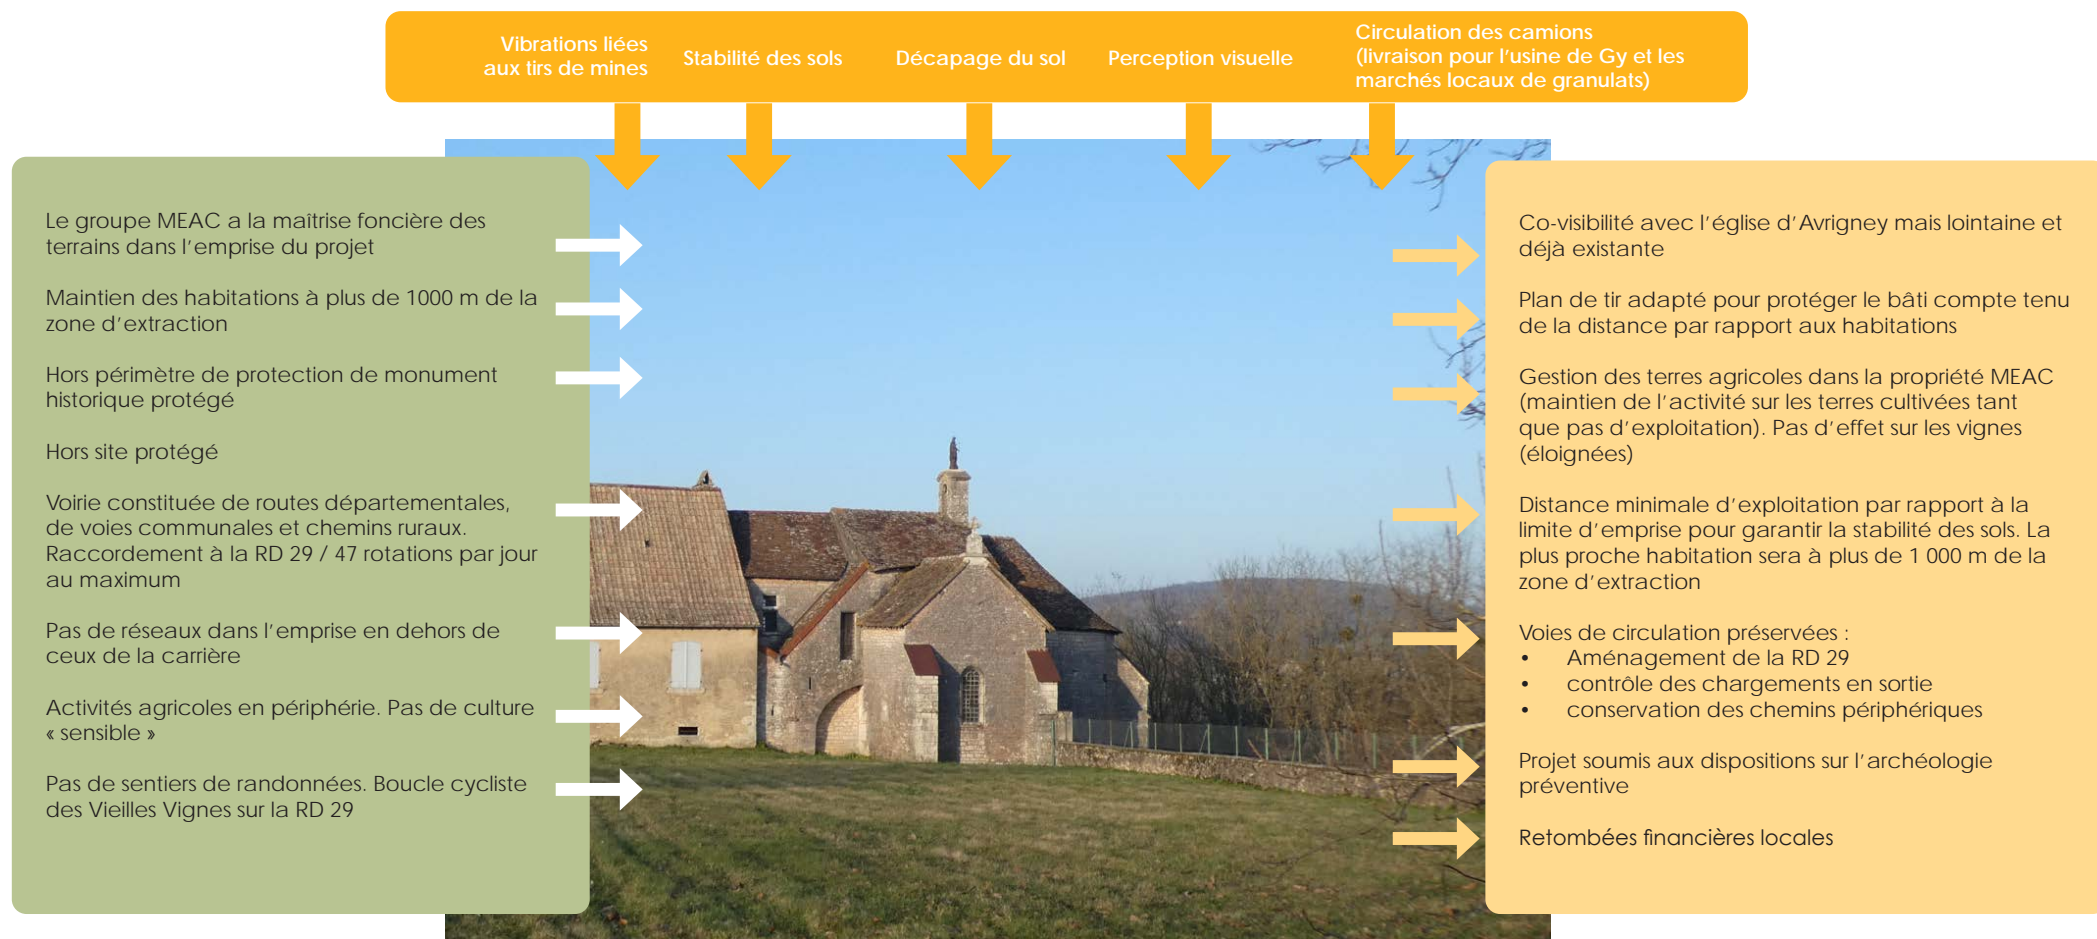 Vibrations liées
aux tirs de mines
Stabilité des sols
Décapage du sol
Perception visuelle
Circulation des camions
(livraison pour l'usine de Gy et les
marchés locaux de granulats)
Le groupe MEAC a la maîtrise foncière des
terrains dans l'emprise du projet
Maintien des habitations à plus de 1000 m de la
zone d'extraction
Hors périmètre de protection de monument
historique protégé
Hors site protégé
Voirie constituée de routes départementales,
de voies communales et chemins ruraux.
Raccordement à la RD 29 / 47 rotations par jour
au maximum
Pas de réseaux dans l'emprise en dehors de
ceux de la carrière
Activités agricoles en périphérie. Pas de culture
« sensible »
Pas de sentiers de randonnées. Boucle cycliste
des Vieilles Vignes sur la RD 29
Co-visibilité avec l'église d'Avrigney mais lointaine et
déjà existante
Plan de tir adapté pour protéger le bâti compte tenu
de la distance par rapport aux habitations
Gestion des terres agricoles dans la propriété MEAC
(maintien de l'activité sur les terres cultivées tant
que pas d'exploitation). Pas d'effet sur les vignes
(éloignées)
Distance minimale d'exploitation par rapport à la
limite d'emprise pour garantir la stabilité des sols. La
plus proche habitation sera à plus de 1 000 m de la
zone d'extraction
Voies de circulation préservées :
• Aménagement de la RD 29
• contrôle des chargements en sortie
• conservation des chemins périphériques
Projet soumis aux dispositions sur l'archéologie
préventive
Retombées financières locales